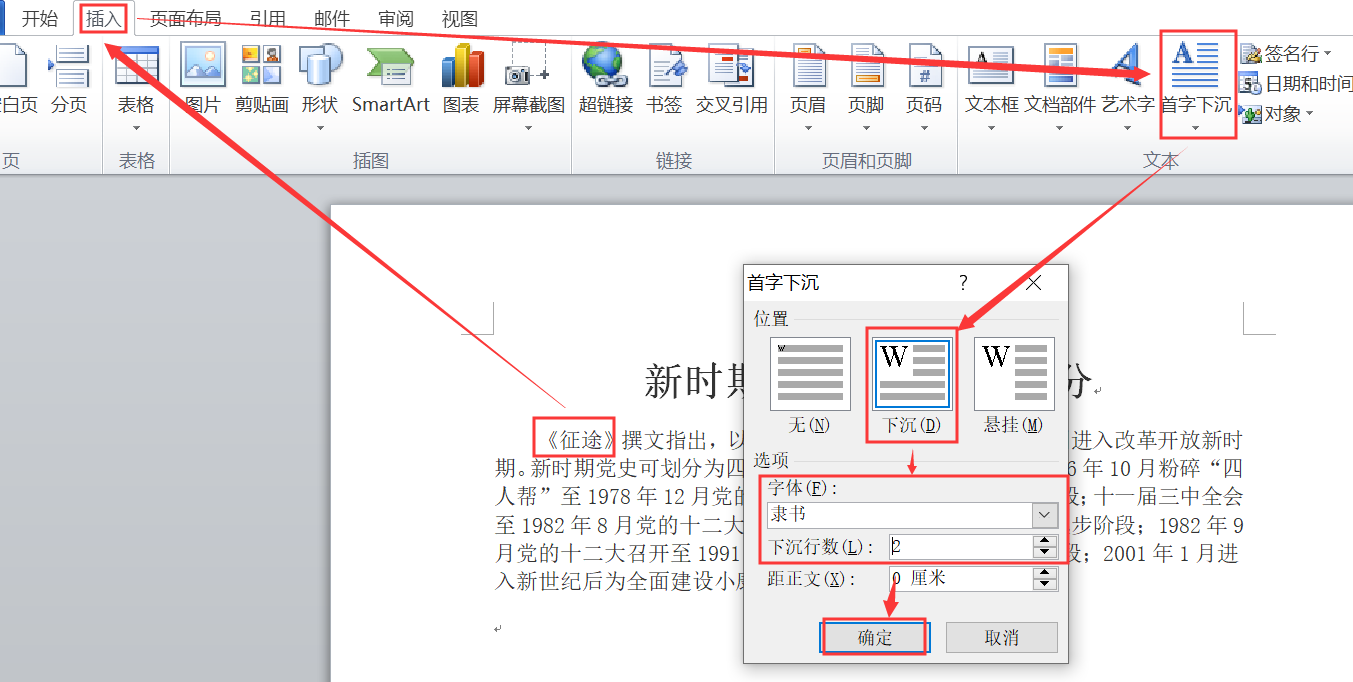 开始 插入 页面布局 引用 邮件 审阅 视图
白页 分页 表格 图片 剪贴画 形状 SmartArt 图表 屏幕截图 超链接 书签 交叉引用 页眉 页脚 页码 文本框 文档部件 艺术字 首字下沉 签名行
日期和时间
对象
页 表格 插图 链接 页眉和页脚 文本
首字下沉 ?
位置
无(N) 下沉(D) 悬挂(M)
选项
字体(F):
隶书
下沉行数(L): 2
距正文(X): 0 厘米
确定 取消
新时 分
《征途》撰文指出，以 进入改革开放新时
期。新时期党史可划分为四 6 年 10 月粉碎“四
人帮”至 1978 年 12 月党的 段；十一届三中全会
至 1982 年 8 月党的十二大 步阶段；1982 年 9
月党的十二大召开至 1991 段；2001 年 1 月进
入新世纪后为全面建设小